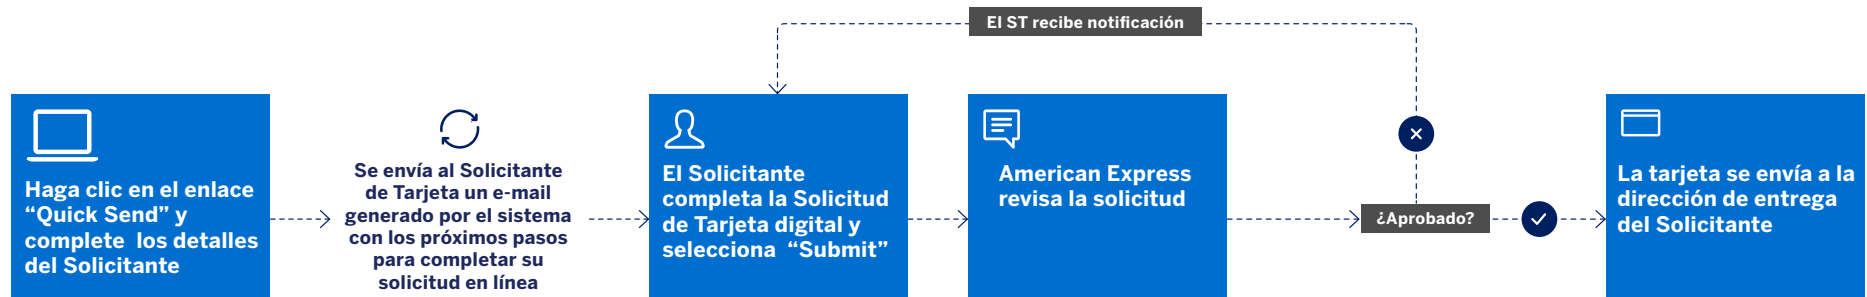 El ST recibe notificación
Haga clic en el enlace
“Quick Send” y
complete los detalles
del Solicitante
Se envía al Solicitante
de Tarjeta un e-mail
generado por el sistema
con los próximos pasos
para completar su
solicitud en línea
El Solicitante
completa la Solicitud
de Tarjeta digital y
selecciona “Submit”
American Express
revisa la solicitud
¿Aprobado?
La tarjeta se envía a la
dirección de entrega
del Solicitante